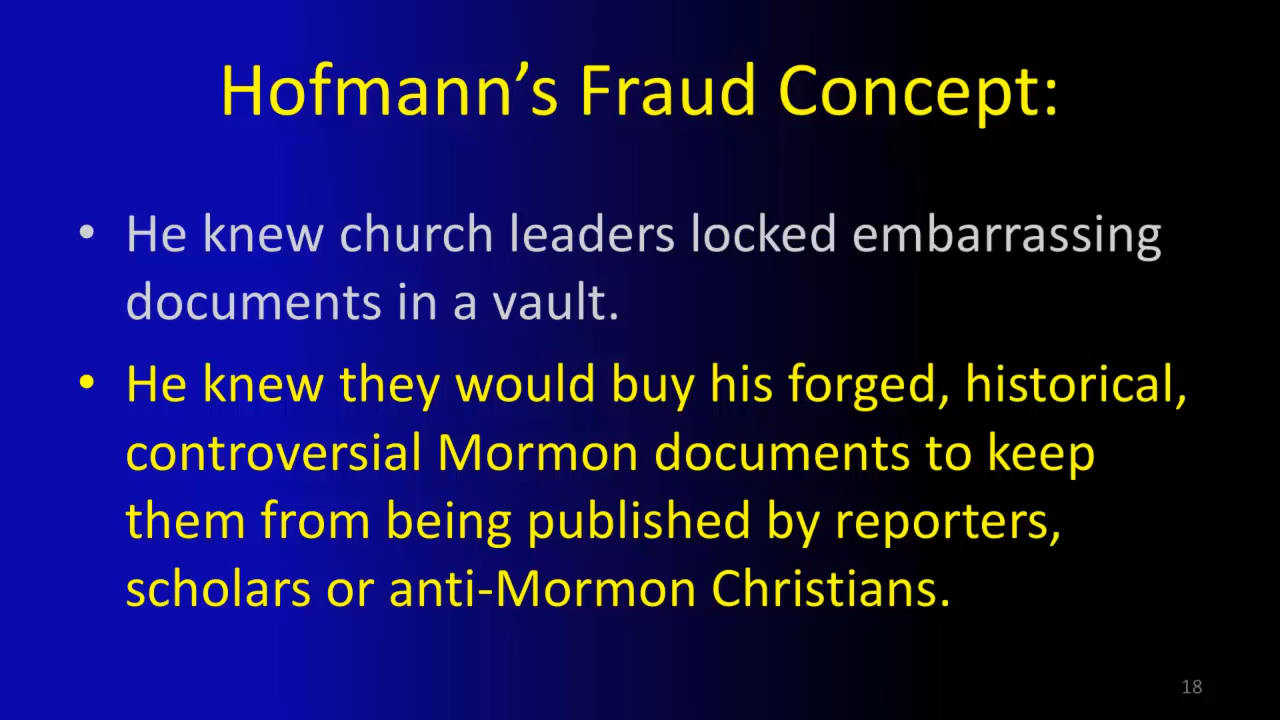 Hofmann’s Fraud Concept:
• He knew church leaders locked embarrassing
documents in a vault.
• He knew they would buy his forged, historical,
controversial Mormon documents to keep
them from being published by reporters,
scholars or anti-Mormon Christians.
18